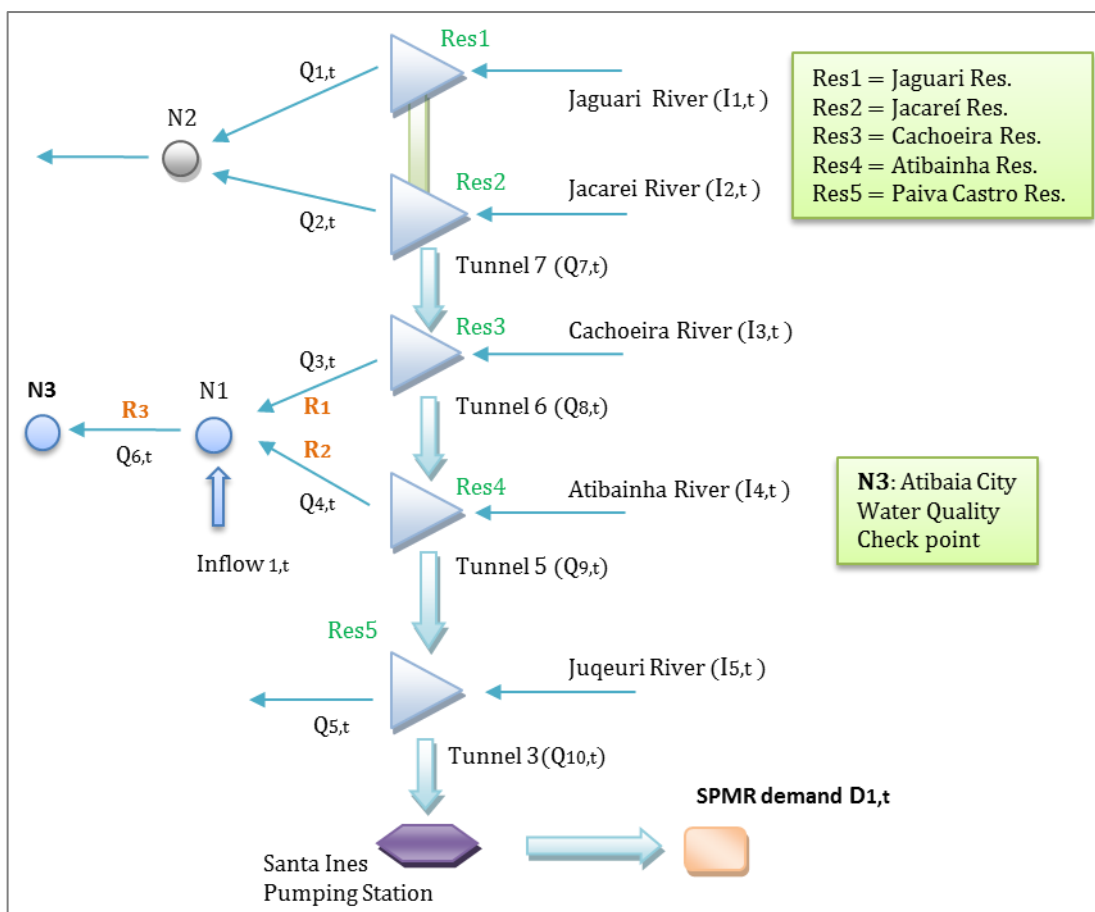 Res1
Q1,t
Jaguari River (I1,t )
N2
Res2
Jacarei River (I2,t )
Q2,t
Res1 = Jaguari Res.
Res2 = Jacareí Res.
Res3 = Cachoeira Res.
Res4 = Atibainha Res.
Res5 = Paiva Castro Res.
Tunnel 7 (Q7,t)
Res3
Cachoeira River (I3,t )
Q3,t
N3
R3
N1
R1
Tunnel 6 (Q8,t)
Q6,t
R2
Q4,t
Res4
Atibainha River (I4,t )
Inflow 1,t
Tunnel 5 (Q9,t)
N3: Atibaia City
Water Quality
Check point
Res5
Juqeuri River (I5,t )
Q5,t
Tunnel 3(Q10,t)
SPMR demand D1,t
Santa Ines
Pumping Station